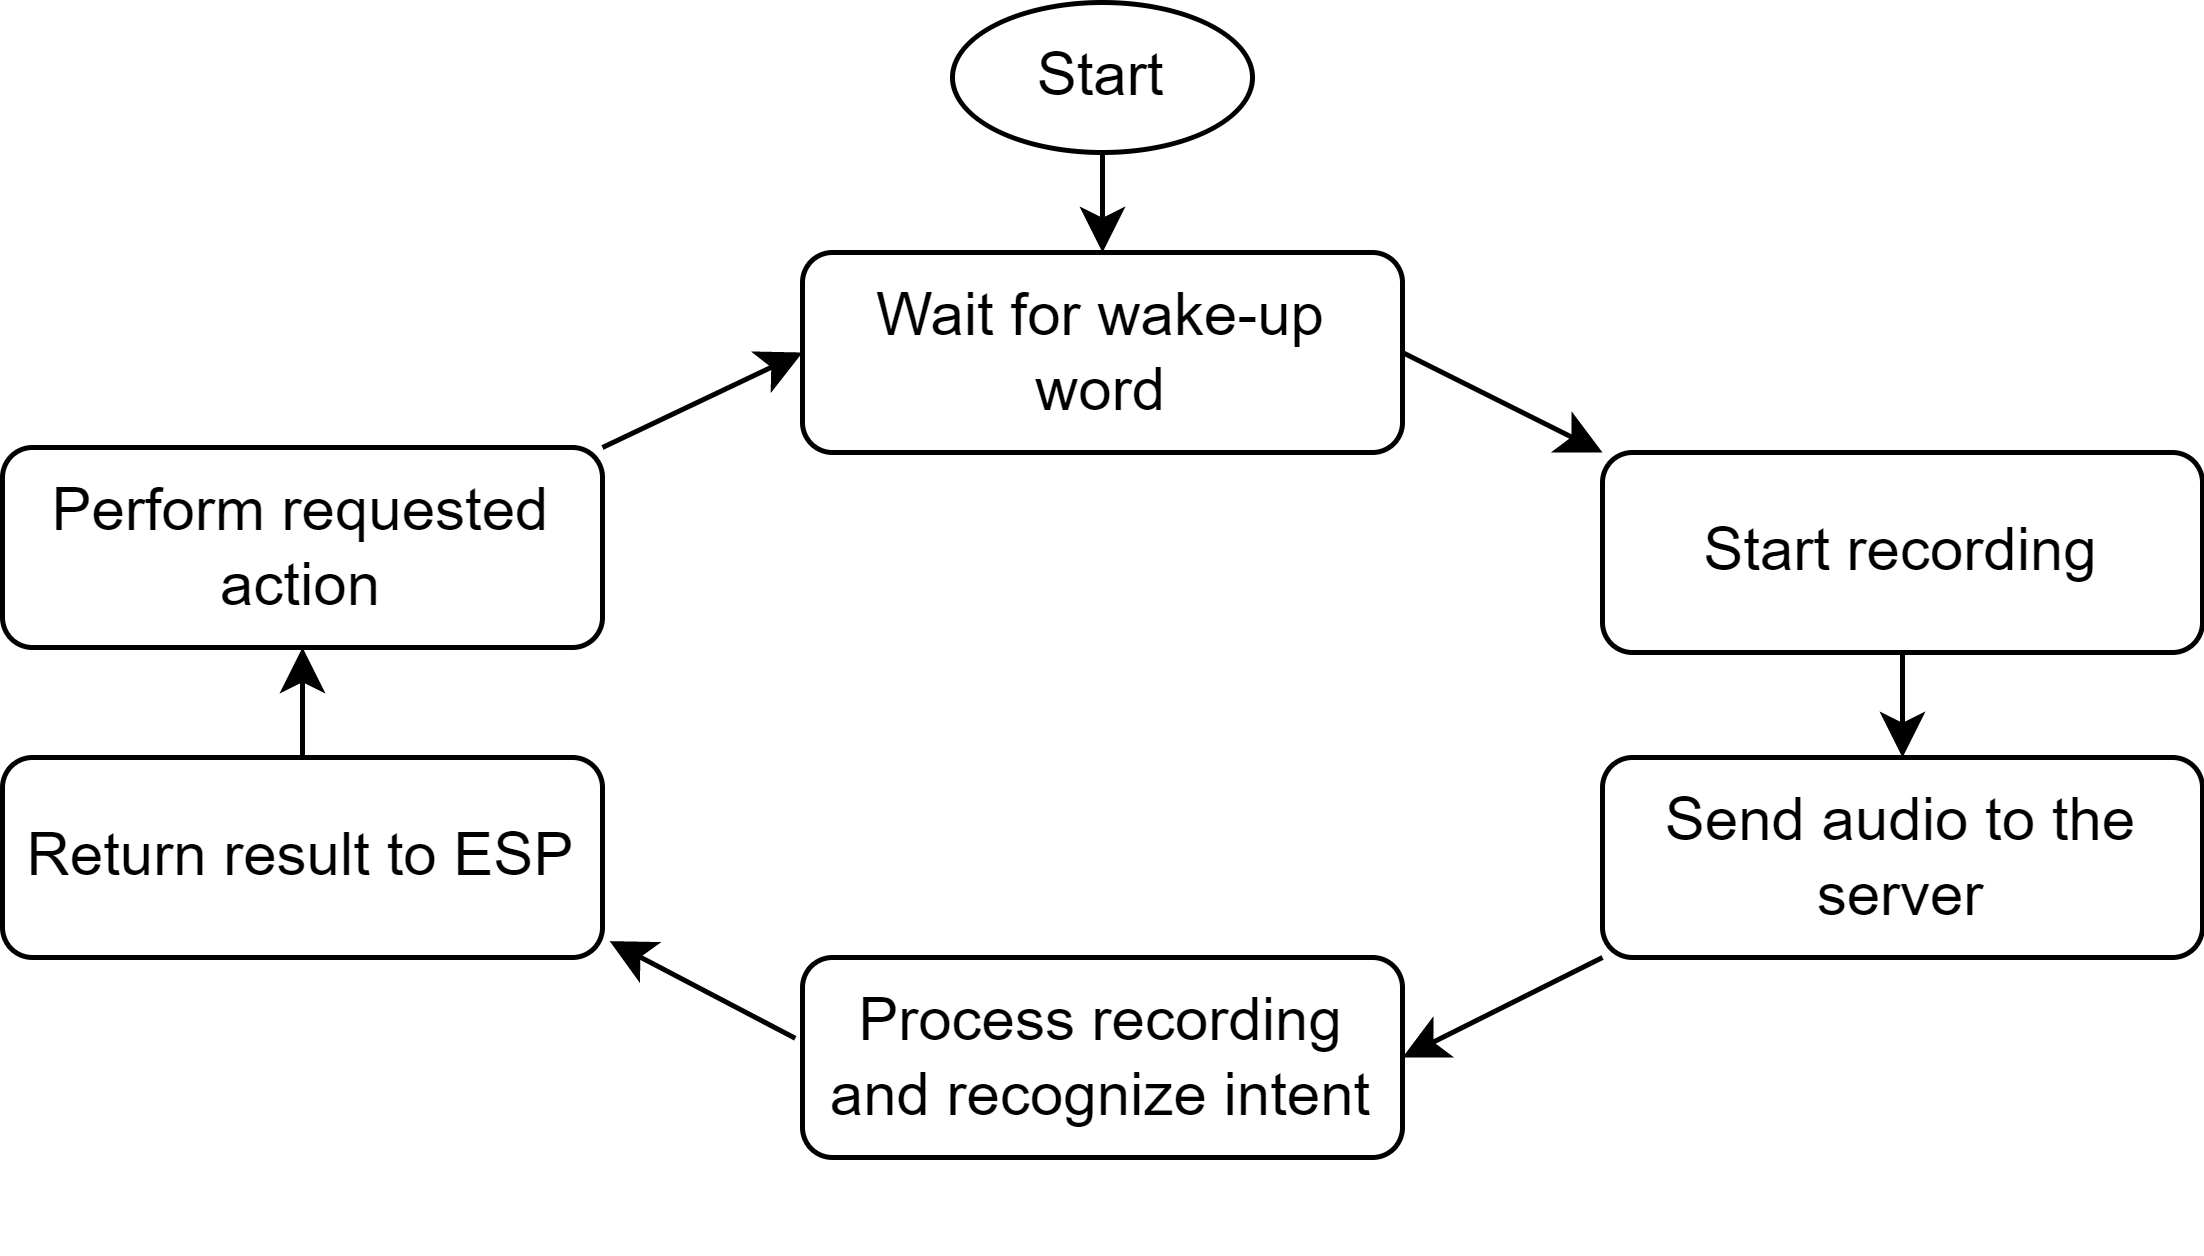 Start
Wait for wake-up
word
Start recording
Send audio to the
server
Process recording
and recognize intent
Return result to ESP
Perform requested
action